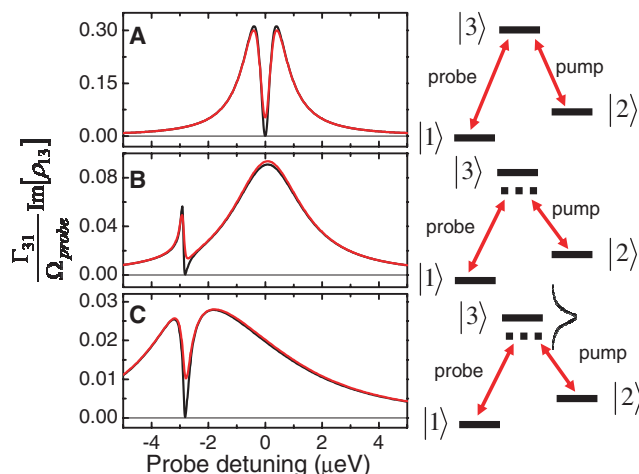 A
0.30
0.15
0.00
B
0.08
0.04
0.00
C
0.03
0.02
0.01
0.00
-4 -2 0 2 4
Probe detuning (μeV)
Γ31/Ωprobe Im[ρ13]
|3⟩
probe
pump
|2⟩
|1⟩
|3⟩
probe
pump
|2⟩
|1⟩
|3⟩
probe
pump
|2⟩
|1⟩